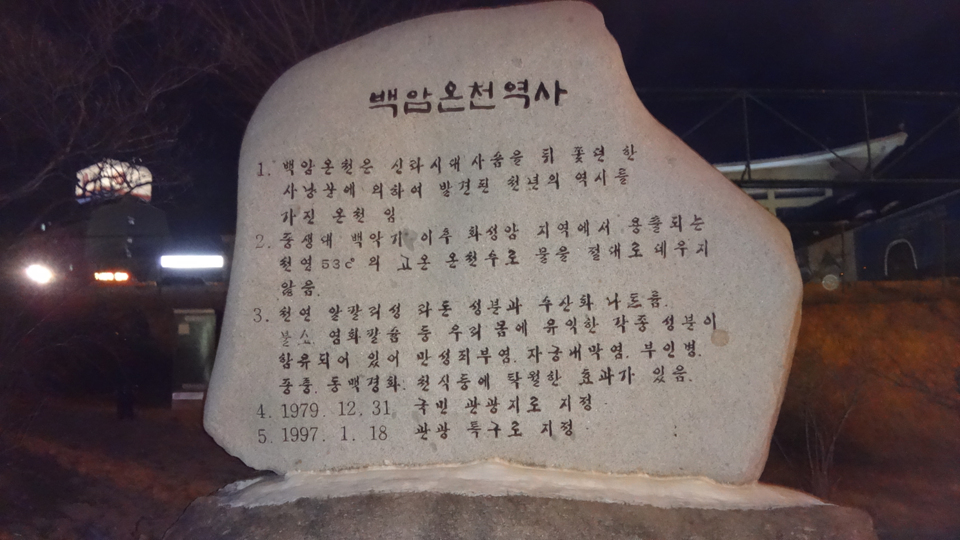 백암온천역사
1. 백암온천은 신라시대사슴을 뒤 쫓던 한
사냥꾼에 의하여 발견된 천년의 역사를
가진 온천 임
2. 중생대 백악기 이후 화성암 지역에서 용출되는
천연 53c° 의 고온 온천수로 물을 절대로 데우지
않음.
3. 천연 알칼리성 라돈 성분과 수산화 나트륨.
불소 염화칼슘 등 우리 몸에 유익한 각종 성분이
함유되어 있어 만성피부염. 자궁내막염. 부인병.
중풍. 동맥경화. 천식등에 탁월한 효과가 있음.
4. 1979. 12. 31 국민 관광지로 지정
5. 1997. 1. 18 관광 특구로 지정